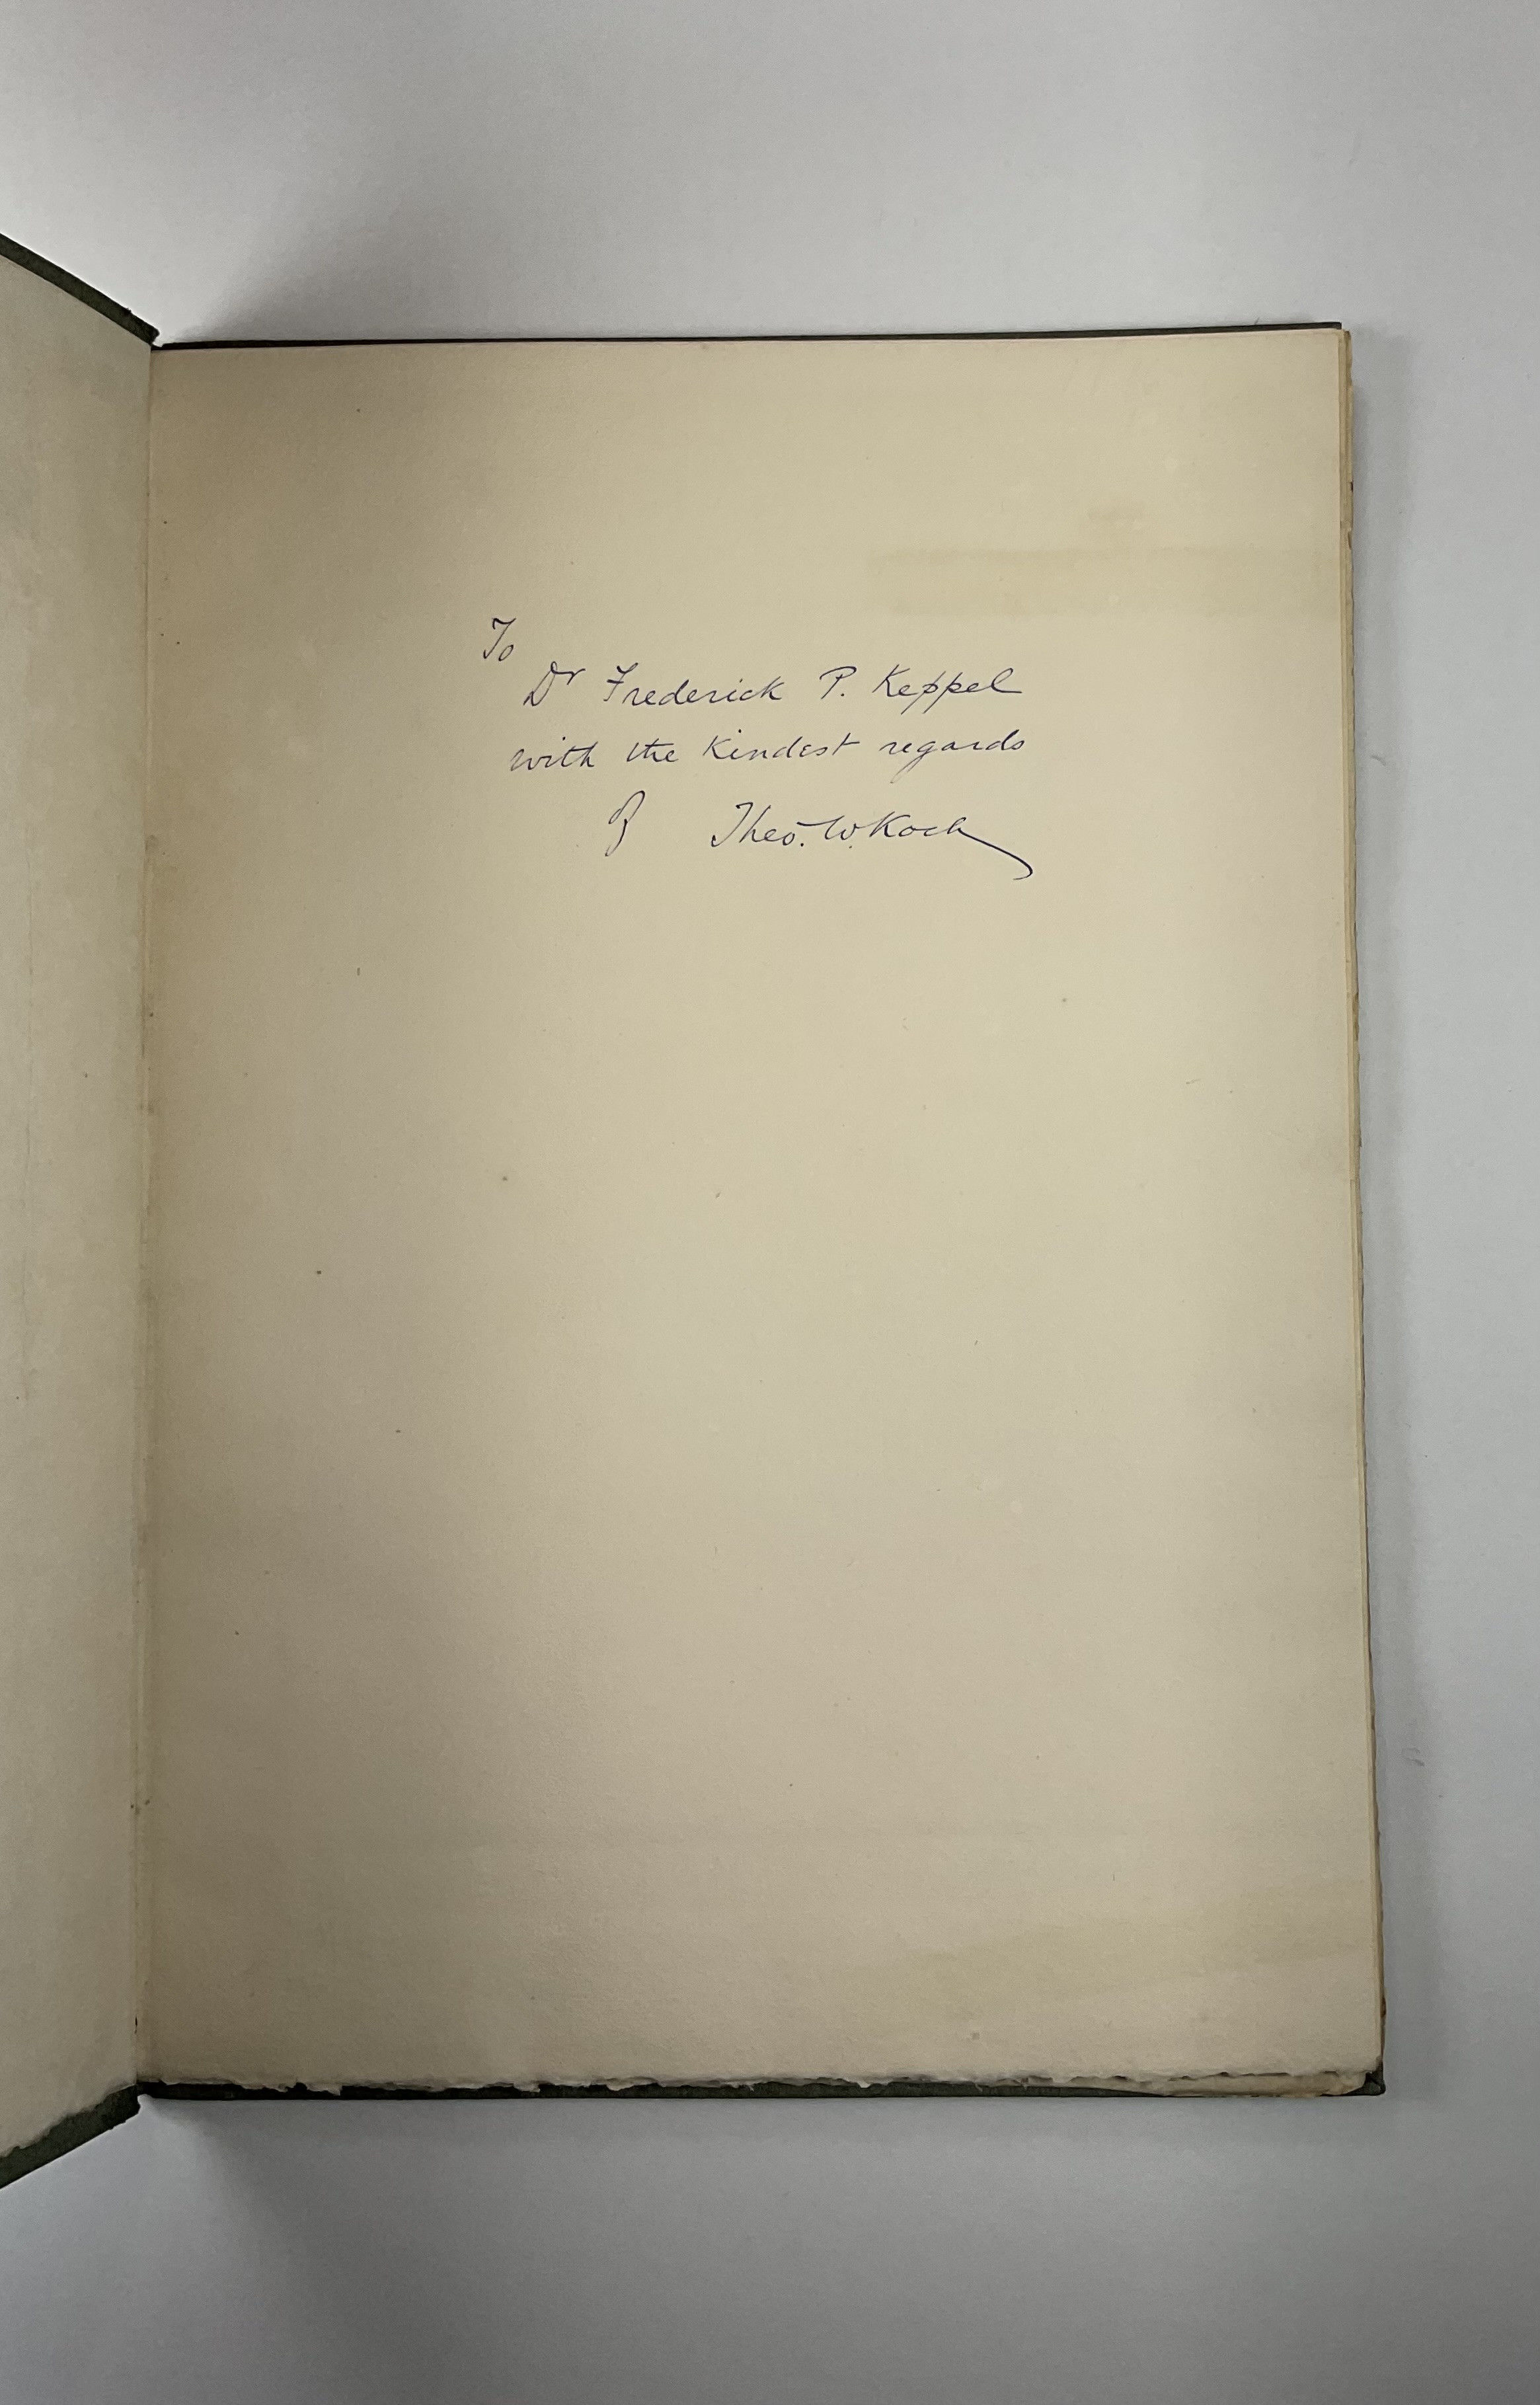 To
Dr Frederick P. Keppel
with the kindest regards
of Theo. W. Koch